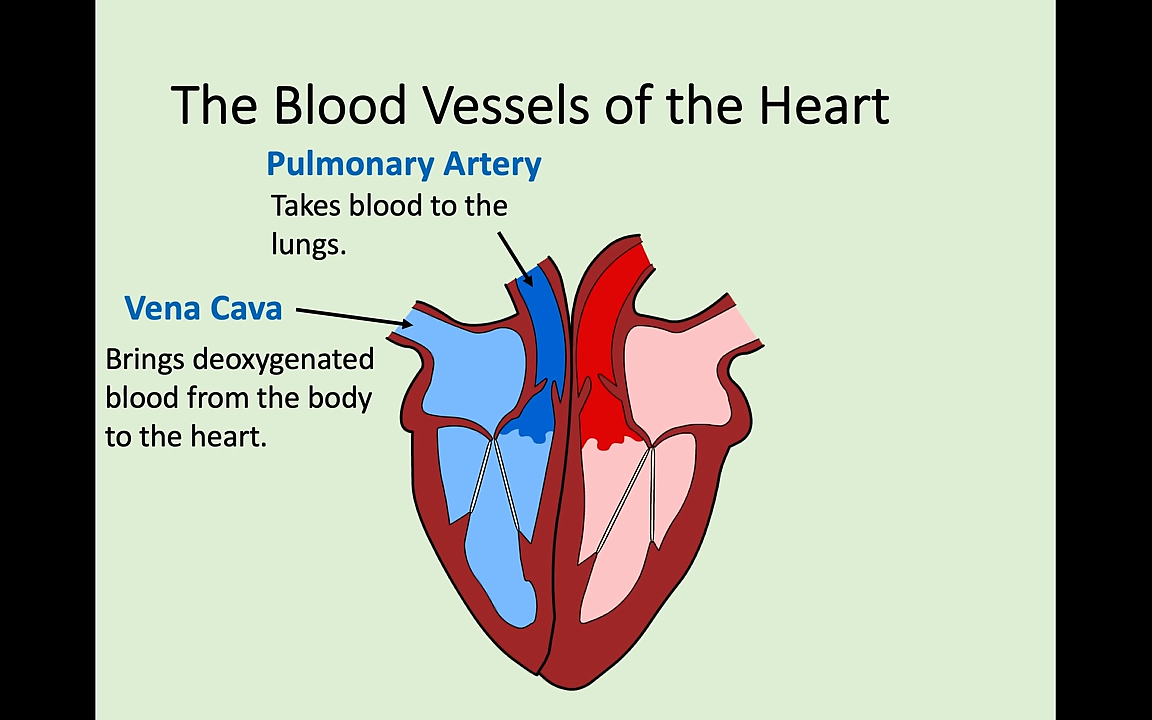 The Blood Vessels of the Heart
Pulmonary Artery
Takes blood to the
lungs.
Vena Cava
Brings deoxygenated
blood from the body
to the heart.